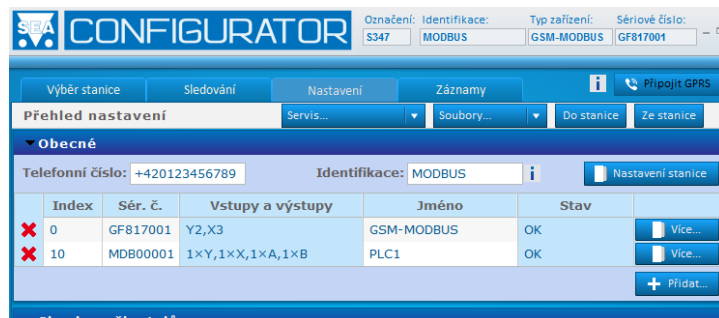 SEA CONFIGURATOR
Označení: Identifikace: Typ zařízení: Sériové číslo:
S347 MODBUS GSM-MODBUS GF817001
Výběr stanice Sledování Nastavení Záznamy i Připojit GPRS
Přehled nastavení Servis... Soubory... Do stanice Ze stanice
Obecné
Telefonní číslo: +420123456789 Identifikace: MODBUS i Nastavení stanice
Index Sér. č. Vstupy a výstupy Jméno Stav
0 GF817001 Y2,X3 GSM-MODBUS OK Více...
10 MDB00001 1×Y,1×X,1×A,1×B PLC1 OK Více...
Přidat...